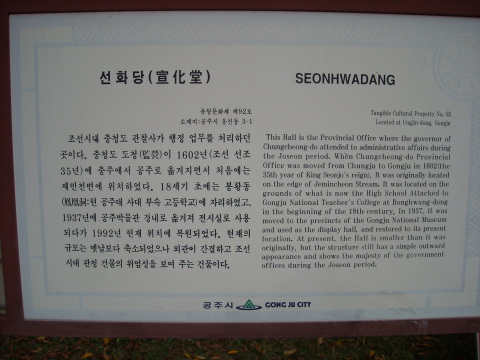 선화당(宣化堂)
유형문화재 제92호
소재지:공주시 웅진동 3-1
조선시대 충청도 관찰사가 행정 업무를 처리하던
곳이다. 충청도 도청(監營)이 1602년(조선 선조
35년)에 충주에서 공주로 옮겨지면서 처음에는
제민천변에 위치하였다. 18세기 초에는 봉황동
(鳳凰洞:현 공주대 사대 부속 고등학교)에 자리하였고,
1937년에 공주박물관 경내로 옮겨져 전시실로 사용
되다가 1992년 현재 위치에 복원되었다. 현재의
규모는 옛날보다 축소되었으나 외관이 간결하고 조선
시대 관청 건물의 위엄성을 보여 주는 건물이다.
SEONHWADANG
Tangible Cultural Property No. 92
Located at Ungjin-dong, Gongju
This Hall is the Provincial Office where the governor of
Chungcheong-do attended to administrative affairs during
the Joseon period. When Chungcheong-do Provincial
Office was moved from Chungju to Gongju in 1602(the
35th year of King Seonjo's reign), It was originally located
on the edge of Jemincheon Stream. It was located on the
grounds of what is now the High School Attached to
Gongju National Teacher's College at Bonghwang-dong
in the beginning of the 18th century. In 1937, it was
moved to the precincts of the Gongju National Museum
and used as the display hall, and restored to its present
location. At present, the Hall is smaller than it was
originally, but the structure still has a simple outward
appearance and shows the majesty of the government
offices during the Joseon period.
공주시 GONG JU CITY